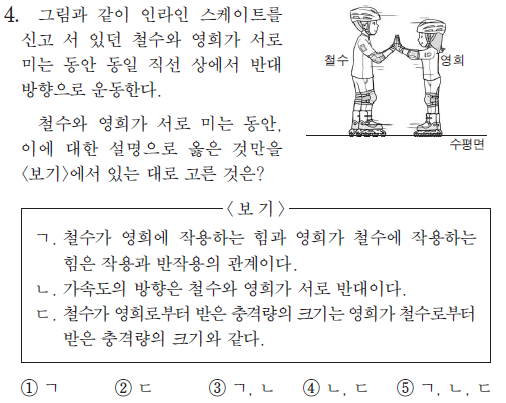 4. 그림과 같이 인라인 스케이트를
신고 서 있던 철수와 영희가 서로
미는 동안 동일 직선 상에서 반대
방향으로 운동한다.
철수와 영희가 서로 미는 동안,
이에 대한 설명으로 옳은 것만을
<보기>에서 있는 대로 고른 것은?
철수
영희
수평면
<보 기>
ㄱ. 철수가 영희에 작용하는 힘과 영희가 철수에 작용하는
힘은 작용과 반작용의 관계이다.
ㄴ. 가속도의 방향은 철수와 영희가 서로 반대이다.
ㄷ. 철수가 영희로부터 받은 충격량의 크기는 영희가 철수로부터
받은 충격량의 크기와 같다.
① ㄱ ② ㄷ ③ ㄱ, ㄴ ④ ㄴ, ㄷ ⑤ ㄱ, ㄴ, ㄷ